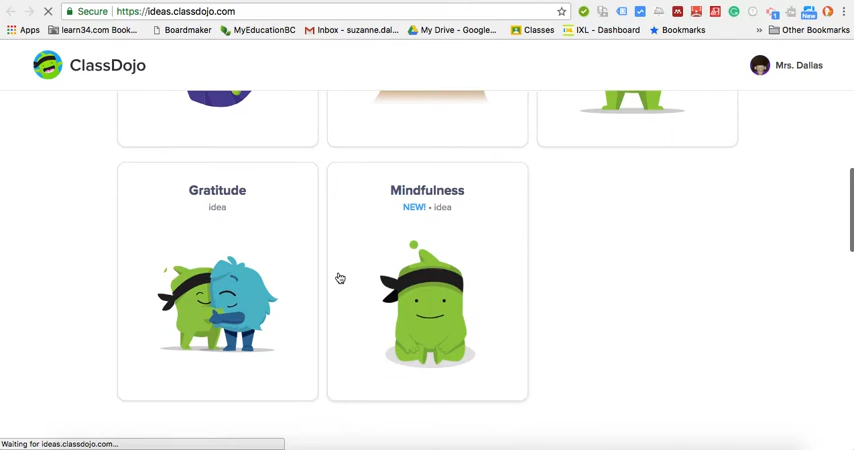 Secure https://ideas.classdojo.com
New
Apps learn34.com Book... Boardmaker MyEducationBC Inbox - suzanne.dal... My Drive - Google... Classes IXL - Dashboard Bookmarks » Other Bookmarks
ClassDojo Mrs. Dallas
Gratitude Mindfulness
idea NEW! • idea
Waiting for ideas.classdojo.com...